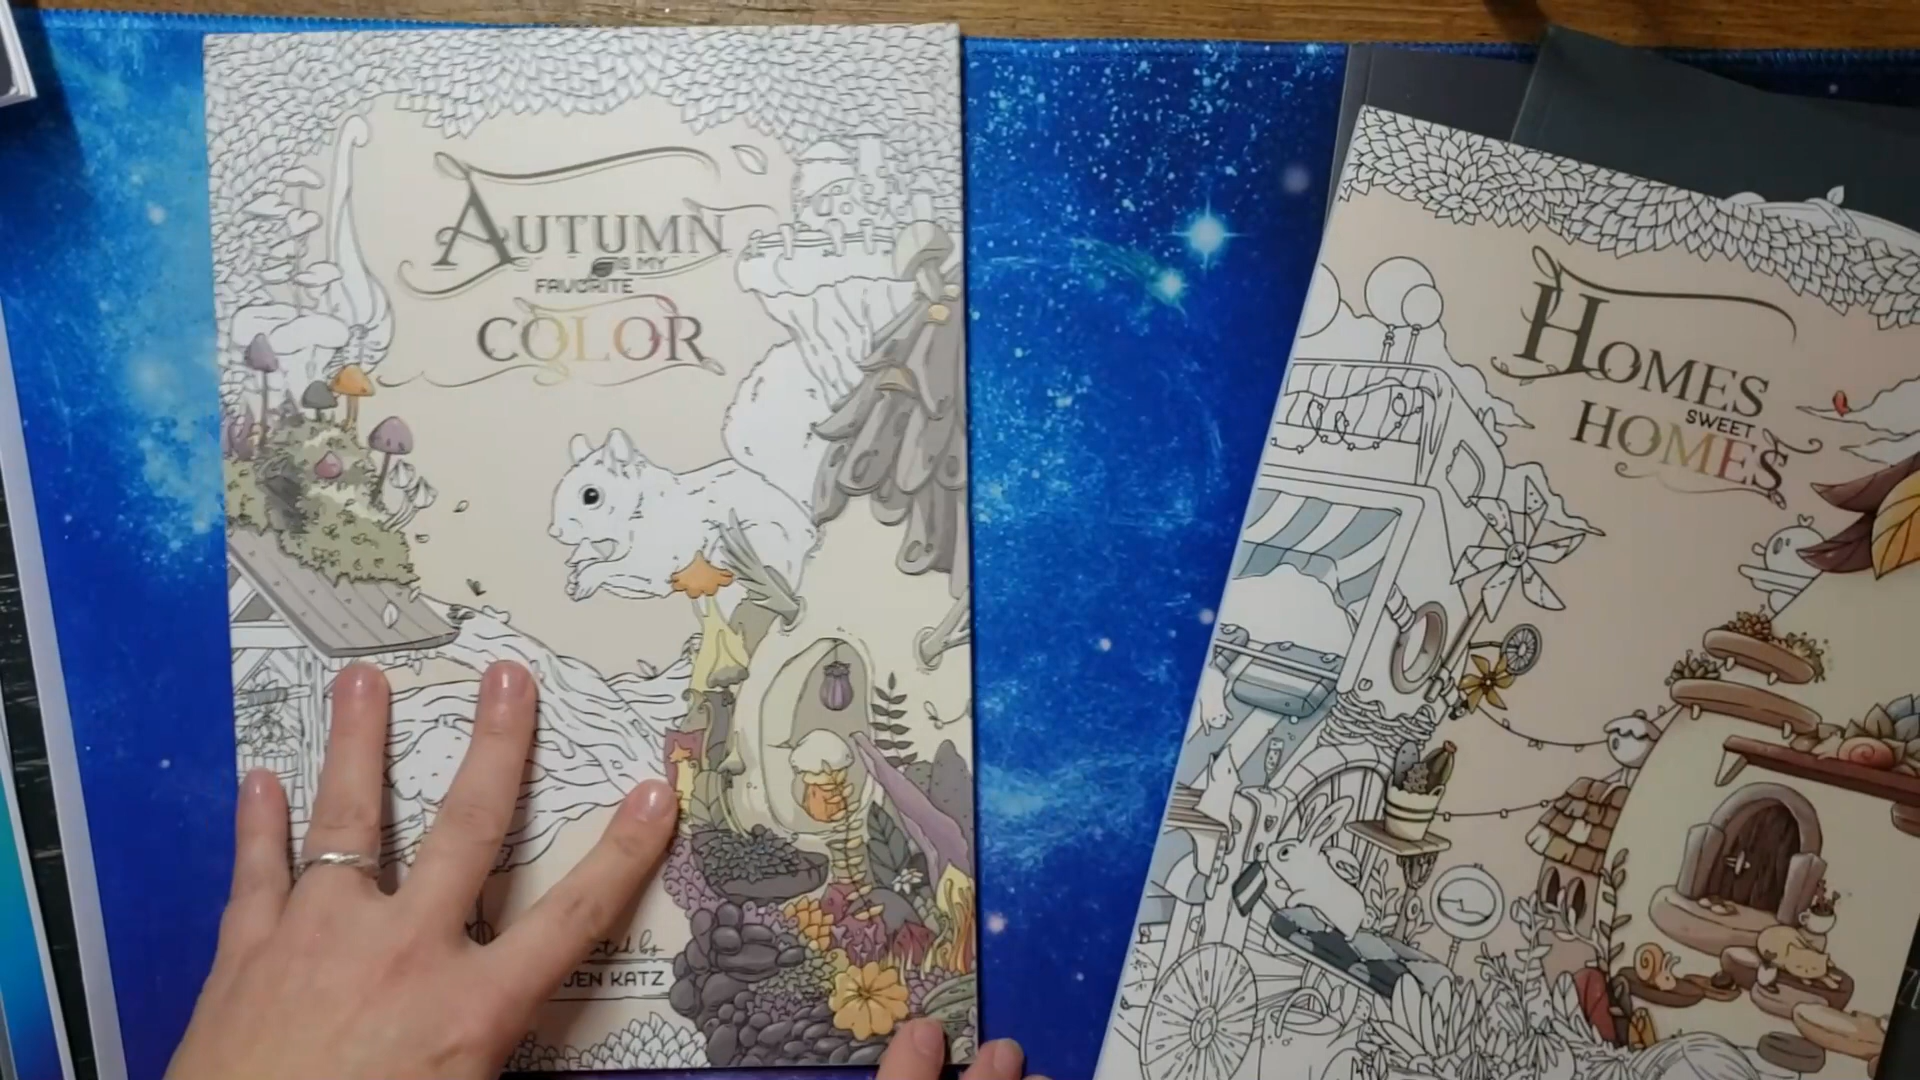 AUTUMN
IS MY
FAVORITE
COLOR
JEN KATZ
HOMES
SWEET
HOMES